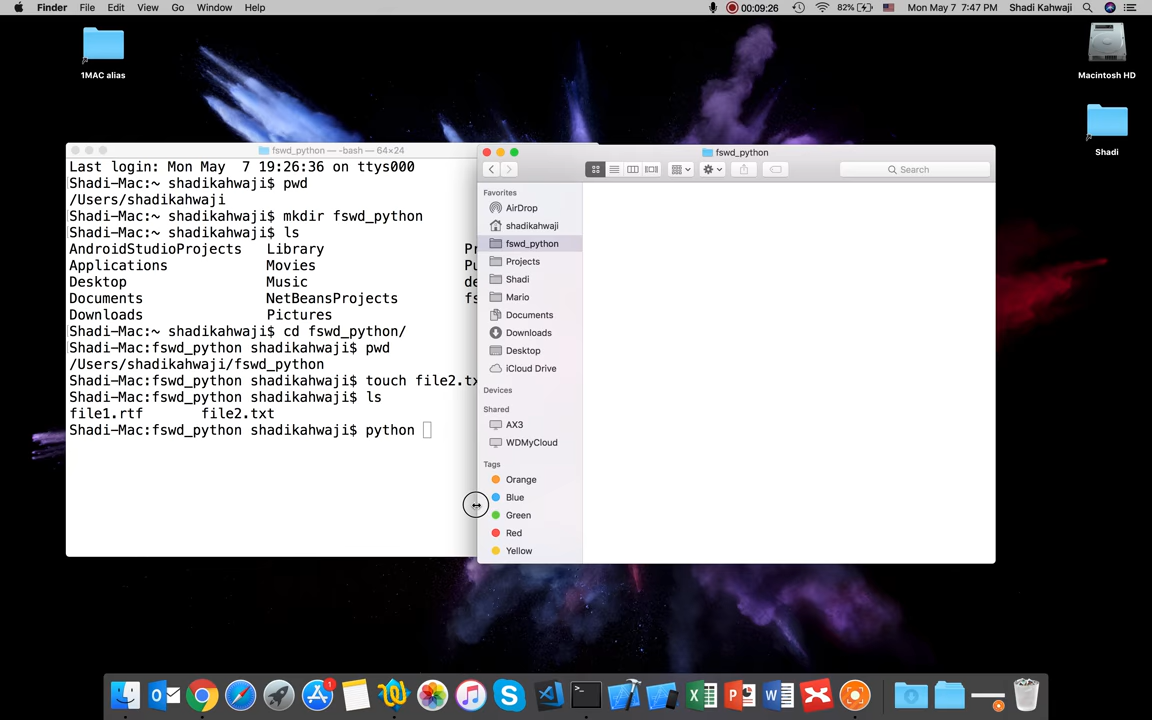 Finder File Edit View Go Window Help 00:09:26 82% Mon May 7 7:47 PM Shadi Kahwaji
1MAC alias
Macintosh HD
Shadi
fswd_python — -bash — 64×24
Last login: Mon May  7 19:26:36 on ttys000
Shadi-Mac:~ shadikahwaji$ pwd
/Users/shadikahwaji
Shadi-Mac:~ shadikahwaji$ mkdir fswd_python
Shadi-Mac:~ shadikahwaji$ ls
AndroidStudioProjects Library Pr
Applications Movies Pu
Desktop Music de
Documents NetBeansProjects fs
Downloads Pictures
Shadi-Mac:~ shadikahwaji$ cd fswd_python/
Shadi-Mac:fswd_python shadikahwaji$ pwd
/Users/shadikahwaji/fswd_python
Shadi-Mac:fswd_python shadikahwaji$ touch file2.tx
Shadi-Mac:fswd_python shadikahwaji$ ls
file1.rtf file2.txt
Shadi-Mac:fswd_python shadikahwaji$ python
fswd_python
Search
Favorites
AirDrop
shadikahwaji
fswd_python
Projects
Shadi
Mario
Documents
Downloads
Desktop
iCloud Drive
Devices
Shared
AX3
WDMyCloud
Tags
Orange
Blue
Green
Red
Yellow
1